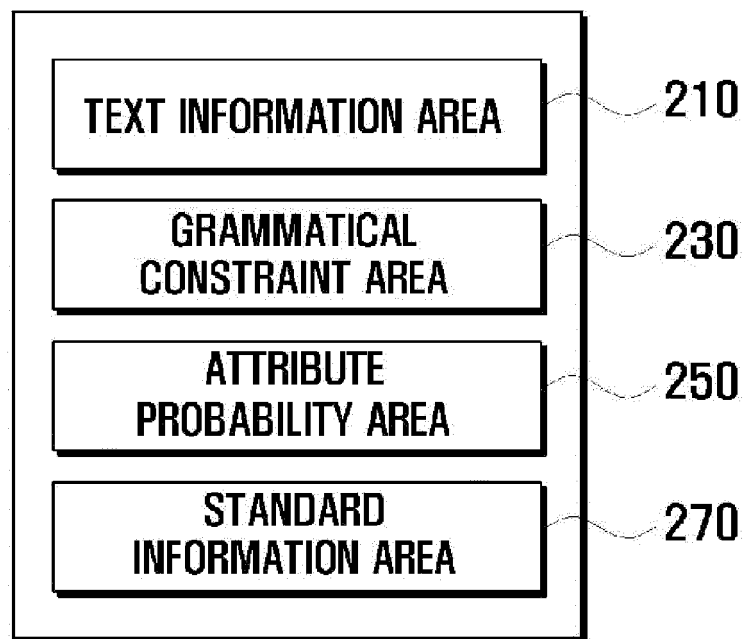 TEXT INFORMATION AREA
210
GRAMMATICAL
CONSTRAINT AREA
230
ATTRIBUTE
PROBABILITY AREA
250
STANDARD
INFORMATION AREA
270